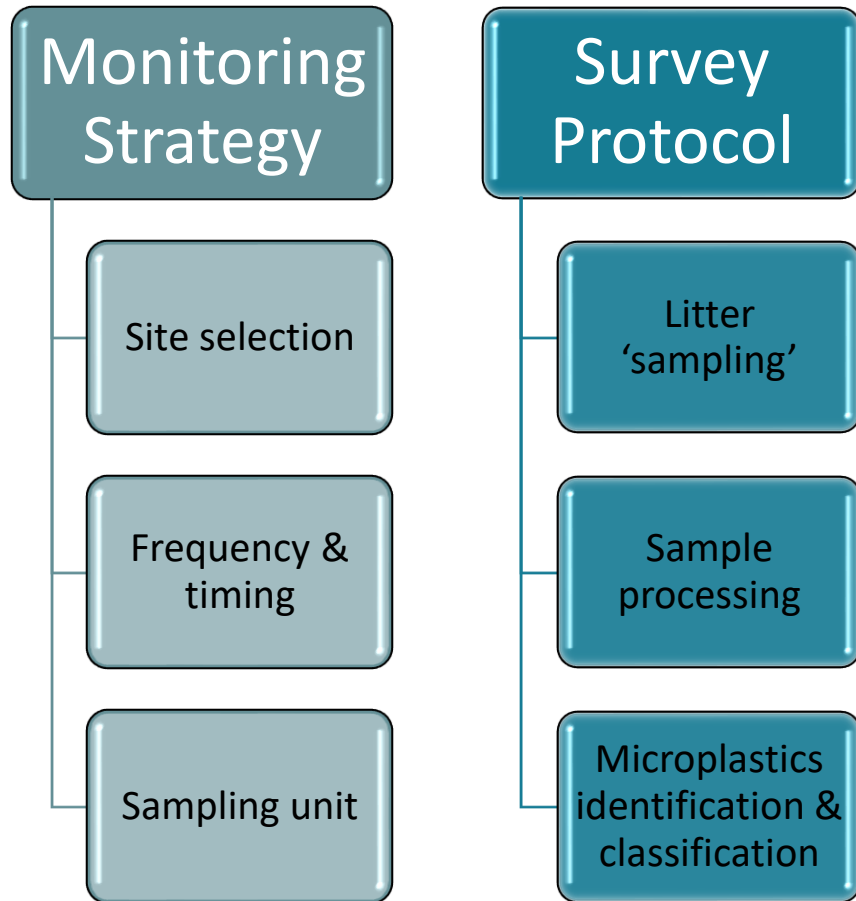 Monitoring
Strategy
Site selection
Frequency &
timing
Sampling unit
Survey
Protocol
Litter
‘sampling’
Sample
processing
Microplastics
identification &
classification